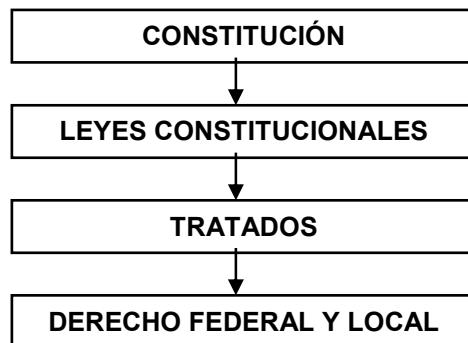 CONSTITUCIÓN
LEYES CONSTITUCIONALES
TRATADOS
DERECHO FEDERAL Y LOCAL